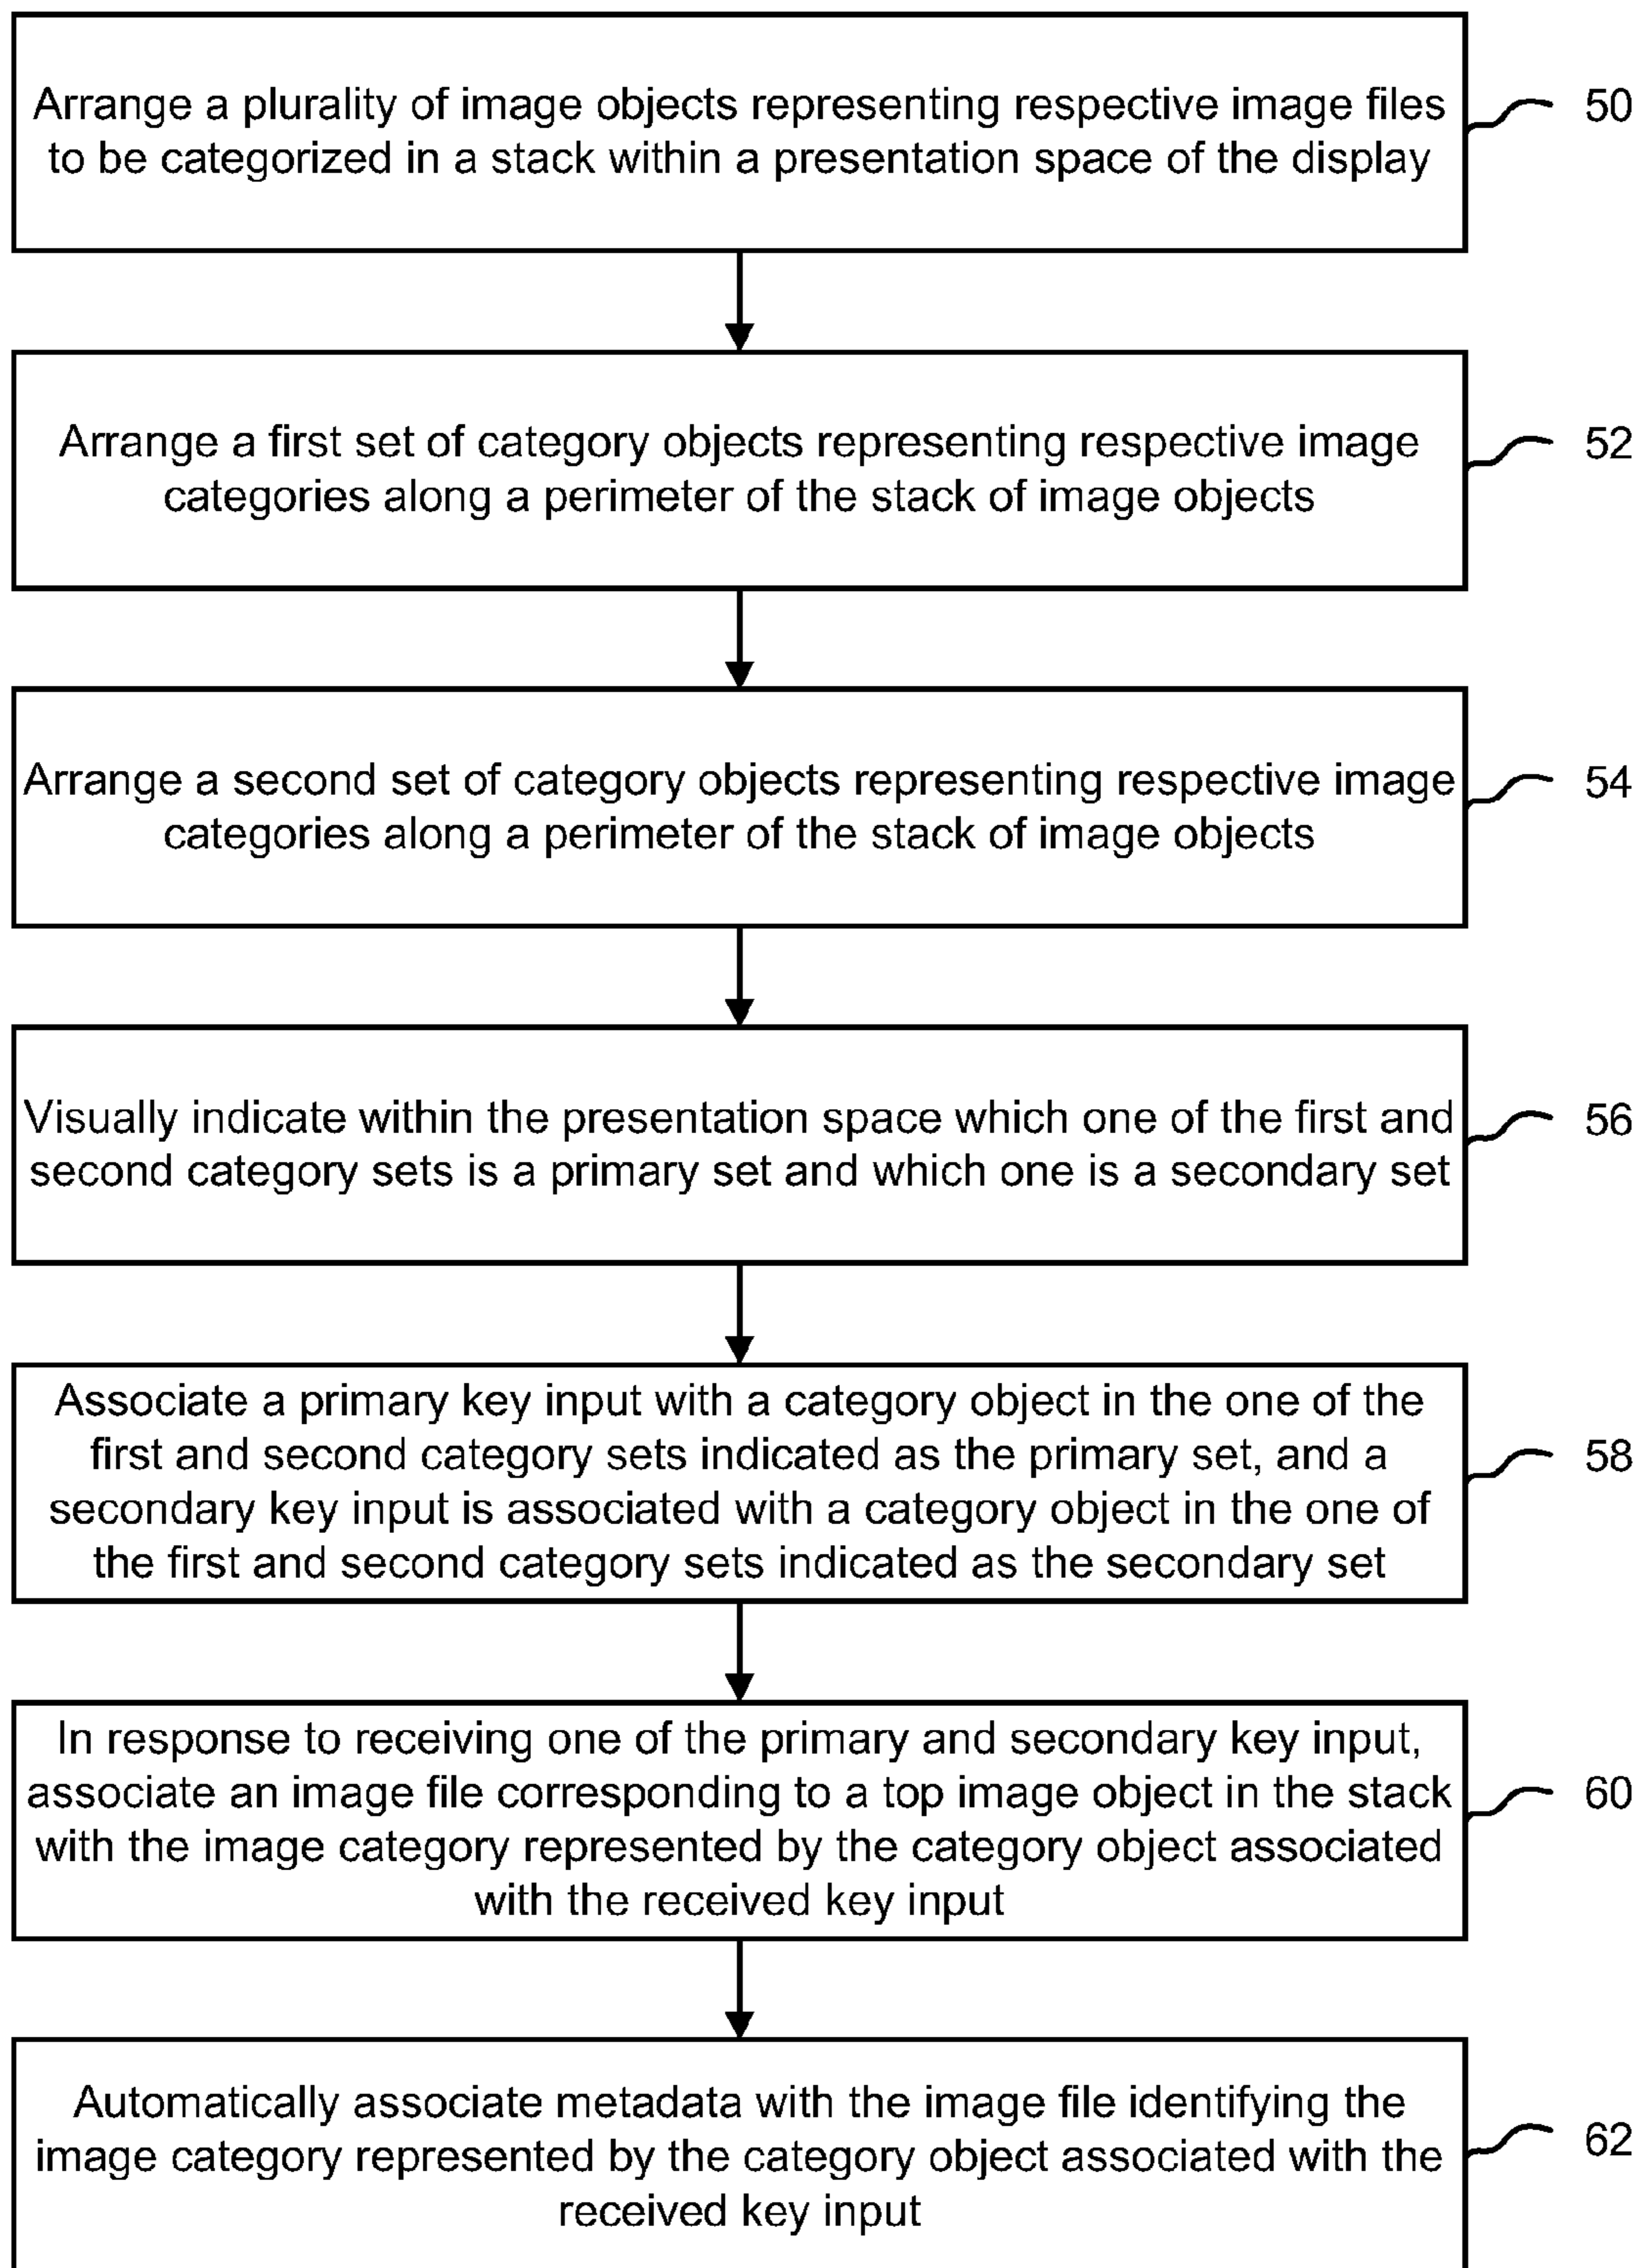 Arrange a plurality of image objects representing respective image files
to be categorized in a stack within a presentation space of the display
50
Arrange a first set of category objects representing respective image
categories along a perimeter of the stack of image objects
52
Arrange a second set of category objects representing respective image
categories along a perimeter of the stack of image objects
54
Visually indicate within the presentation space which one of the first and
second category sets is a primary set and which one is a secondary set
56
Associate a primary key input with a category object in the one of the
first and second category sets indicated as the primary set, and a
secondary key input is associated with a category object in the one of
the first and second category sets indicated as the secondary set
58
In response to receiving one of the primary and secondary key input,
associate an image file corresponding to a top image object in the stack
with the image category represented by the category object associated
with the received key input
60
Automatically associate metadata with the image file identifying the
image category represented by the category object associated with the
received key input
62